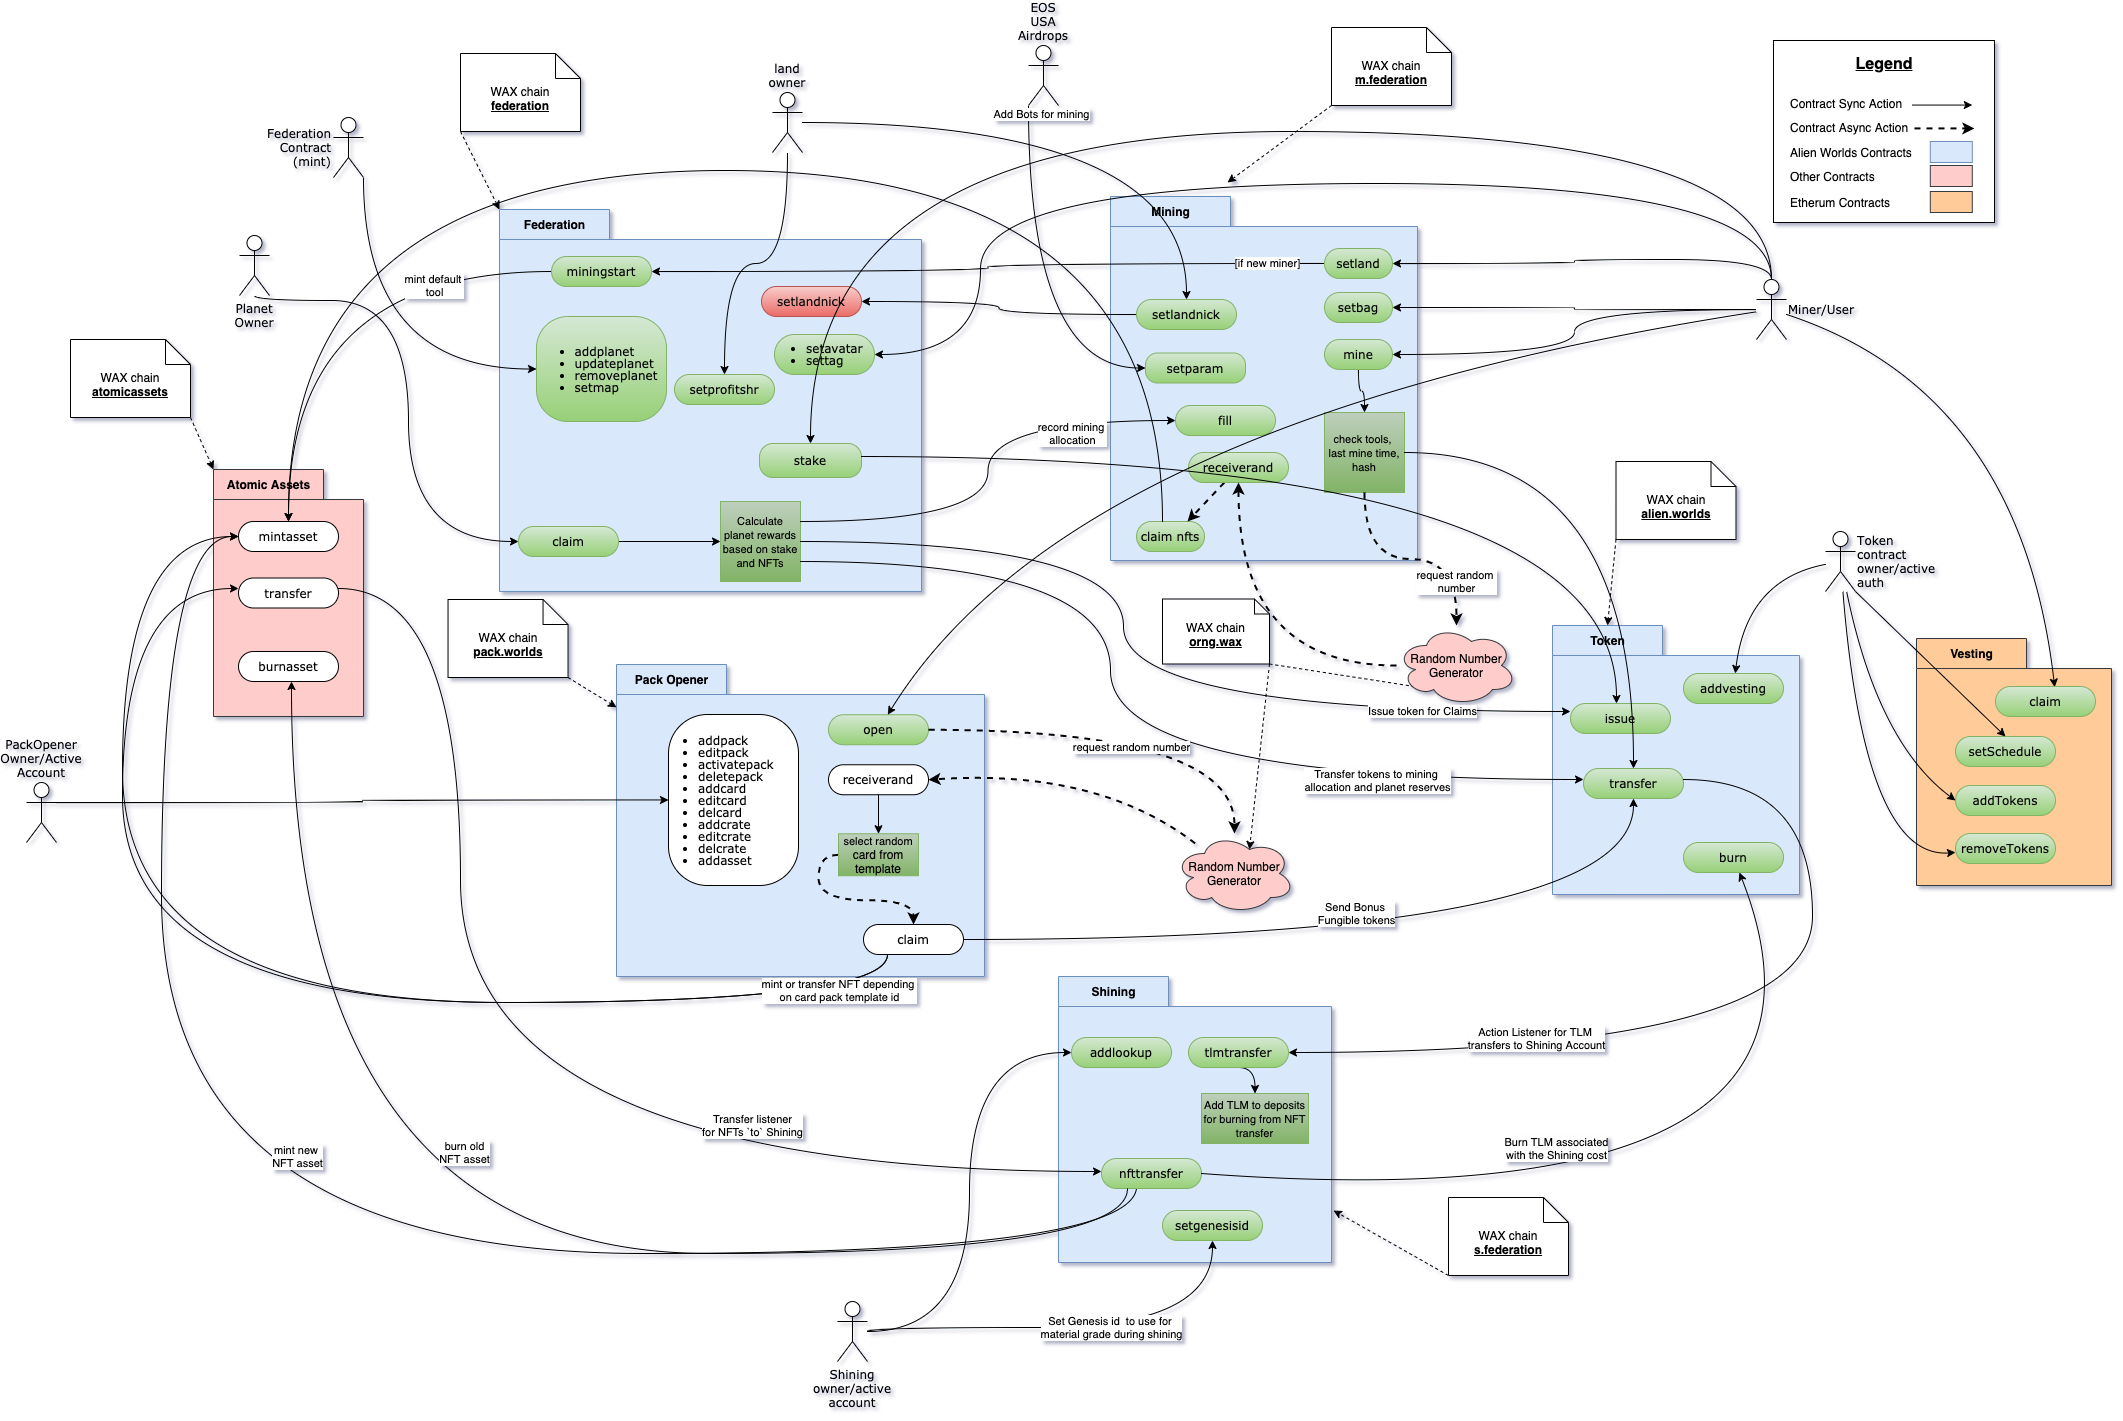 EOS
USA
Airdrops
Add Bots for mining
land
owner
Federation
Contract
(mint)
Planet
Owner
WAX chain
federation
WAX chain
m.federation
Legend
Contract Sync Action
Contract Async Action
Alien Worlds Contracts
Other Contracts
Etherum Contracts
Federation
miningstart
mint default
tool
setlandnick
addplanet
updateplanet
removeplanet
setmap
setavatar
settag
setprofitshr
stake
claim
Calculate
planet rewards
based on stake
and NFTs
record mining
allocation
Mining
[if new miner]
setland
setlandnick
setbag
setparam
mine
fill
receiverand
check tools,
last mine time,
hash
claim nfts
request random
number
Miner/User
WAX chain
atomicassets
Atomic Assets
mintasset
transfer
burnasset
WAX chain
pack.worlds
Pack Opener
addpack
editpack
activatepack
deletepack
addcard
editcard
delcard
addcrate
editcrate
delcrate
addasset
open
receiverand
select random
card from
template
claim
mint or transfer NFT depending
on card pack template id
PackOpener
Owner/Active
Account
WAX chain
orng.wax
Random Number
Generator
request random number
Random Number
Generator
Issue token for Claims
Transfer tokens to mining
allocation and planet reserves
Send Bonus
Fungible tokens
WAX chain
alien.worlds
Token
addvesting
issue
transfer
burn
Token
contract
owner/active
auth
Vesting
claim
setSchedule
addTokens
removeTokens
Shining
addlookup
tlmtransfer
Add TLM to deposits
for burning from NFT
transfer
nfttransfer
setgenesisid
Action Listener for TLM
transfers to Shining Account
Burn TLM associated
with the Shining cost
Transfer listener
for NFTs `to` Shining
mint new
NFT asset
burn old
NFT asset
WAX chain
s.federation
Set Genesis id  to use for
material grade during shining
Shining
owner/active
account